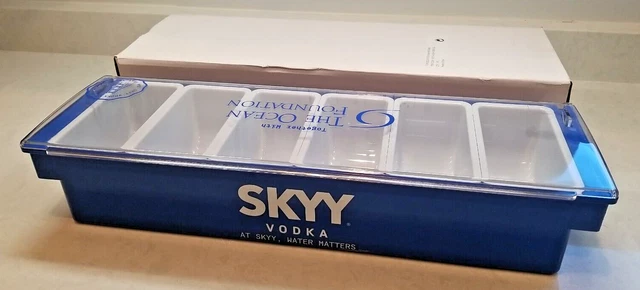 Together With
THE OCEAN
FOUNDATION
SKYY
VODKA
AT SKYY, WATER MATTERS